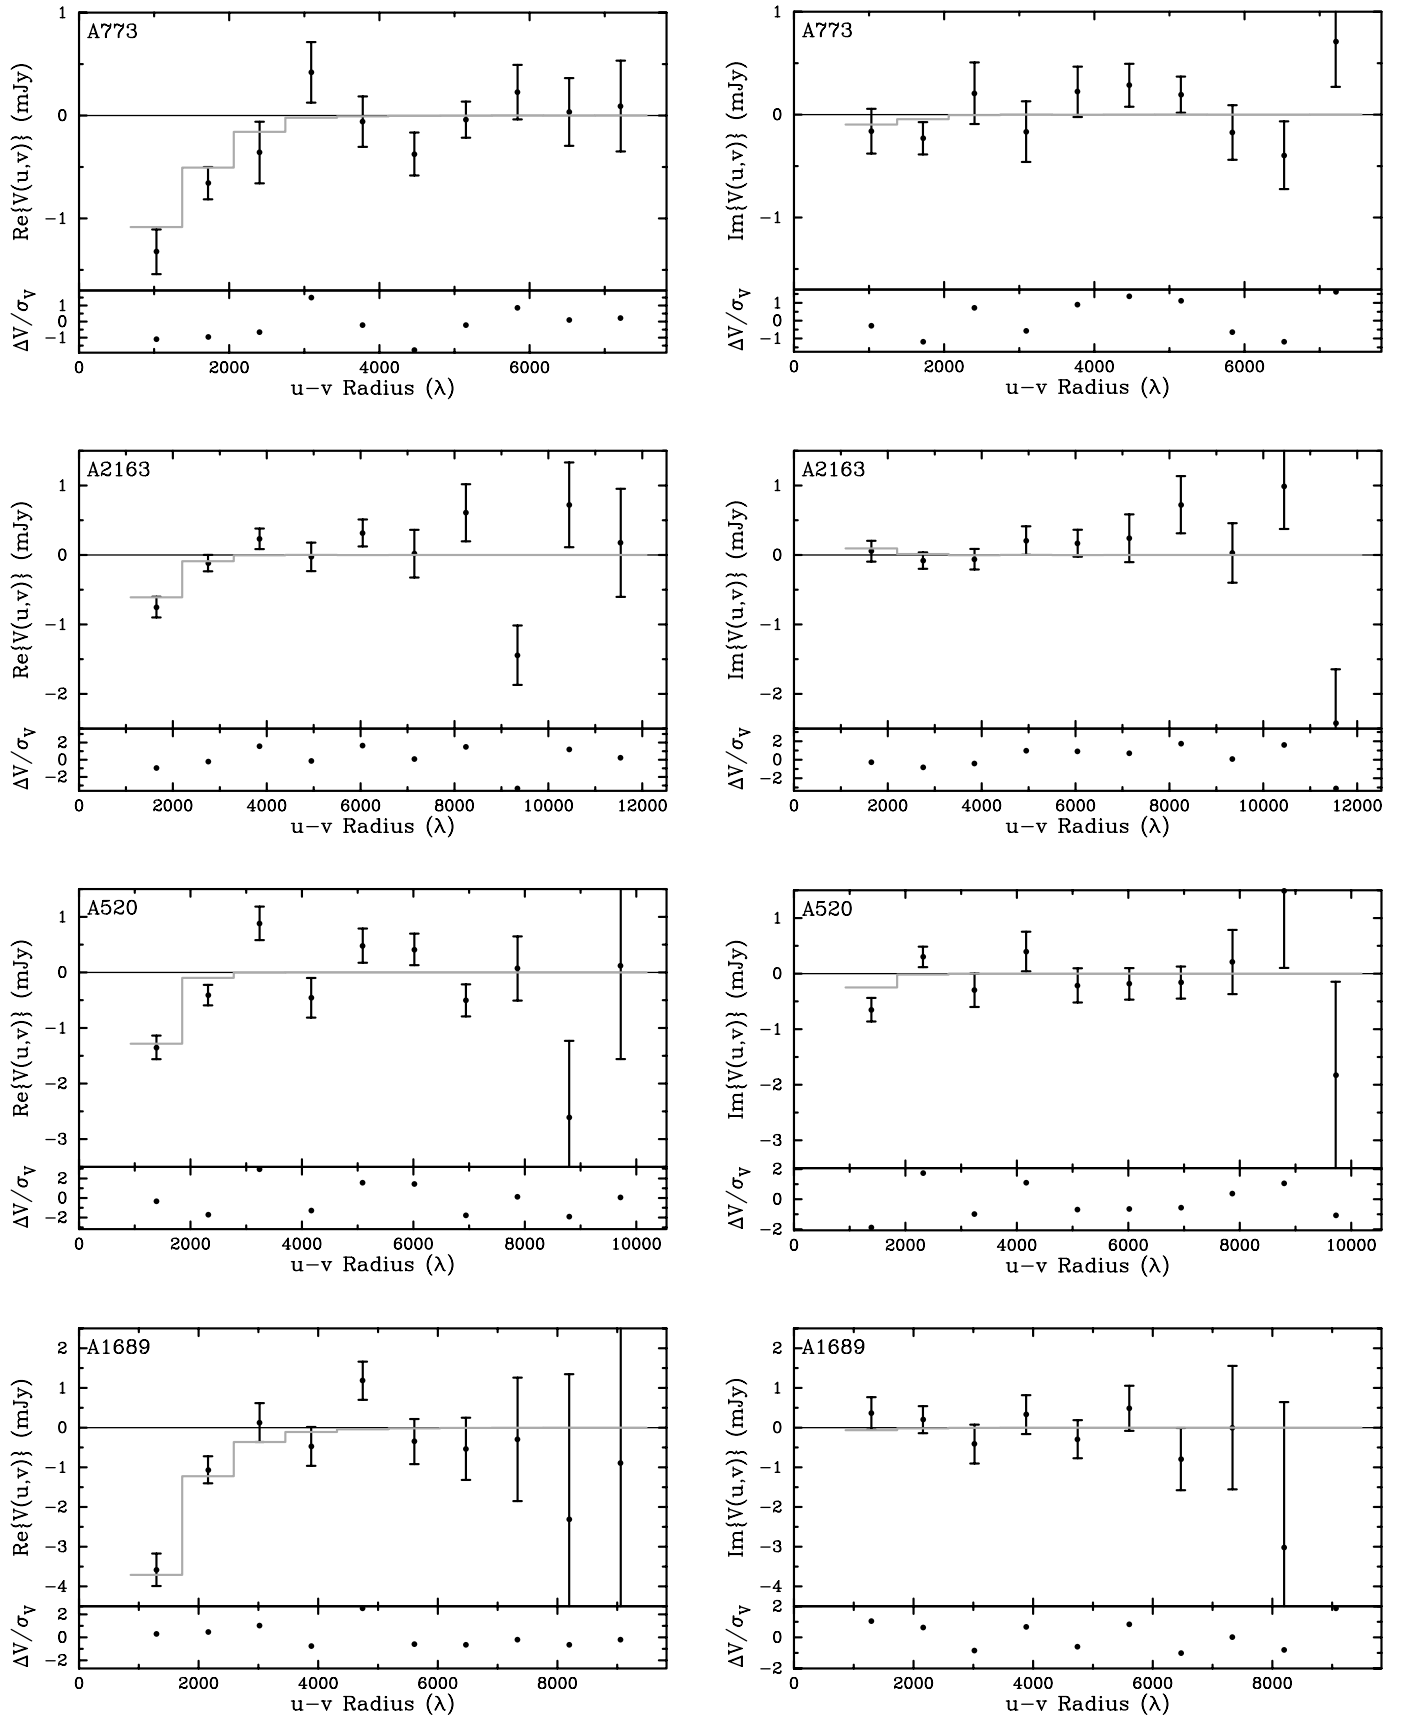 A773
Re{V(u,v)} (mJy)
1
0
−1
ΔV/σV
1
0
−1
0 2000 4000 6000
u−v Radius (λ)
A773
Im{V(u,v)} (mJy)
1
0
−1
ΔV/σV
1
0
−1
0 2000 4000 6000
u−v Radius (λ)
A2163
Re{V(u,v)} (mJy)
1
0
−1
−2
ΔV/σV
2
0
−2
0 2000 4000 6000 8000 10000 12000
u−v Radius (λ)
A2163
Im{V(u,v)} (mJy)
1
0
−1
−2
ΔV/σV
2
0
−2
0 2000 4000 6000 8000 10000 12000
u−v Radius (λ)
A520
Re{V(u,v)} (mJy)
1
0
−1
−2
−3
ΔV/σV
2
0
−2
0 2000 4000 6000 8000 10000
u−v Radius (λ)
A520
Im{V(u,v)} (mJy)
1
0
−1
−2
−3
ΔV/σV
2
0
−2
0 2000 4000 6000 8000 10000
u−v Radius (λ)
A1689
Re{V(u,v)} (mJy)
2
1
0
−1
−2
−3
−4
ΔV/σV
2
0
−2
0 2000 4000 6000 8000
u−v Radius (λ)
A1689
Im{V(u,v)} (mJy)
2
1
0
−1
−2
−3
−4
ΔV/σV
2
0
−2
0 2000 4000 6000 8000
u−v Radius (λ)